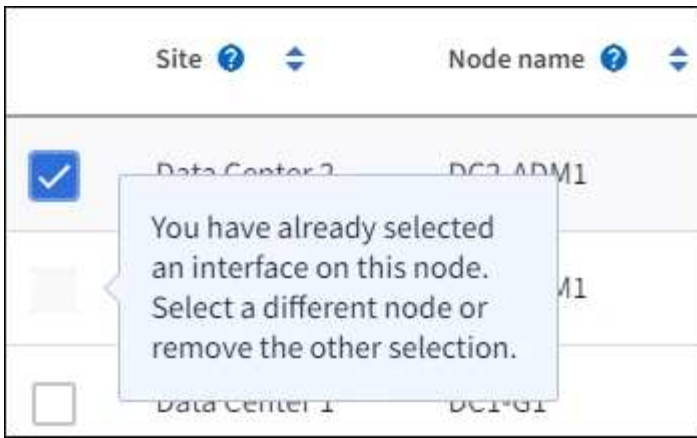 Site ? Node name ?
Data Center 2 DC2-ADM1
You have already selected
an interface on this node.
Select a different node or
remove the other selection.
M1
Data Center 1 DC1-G1